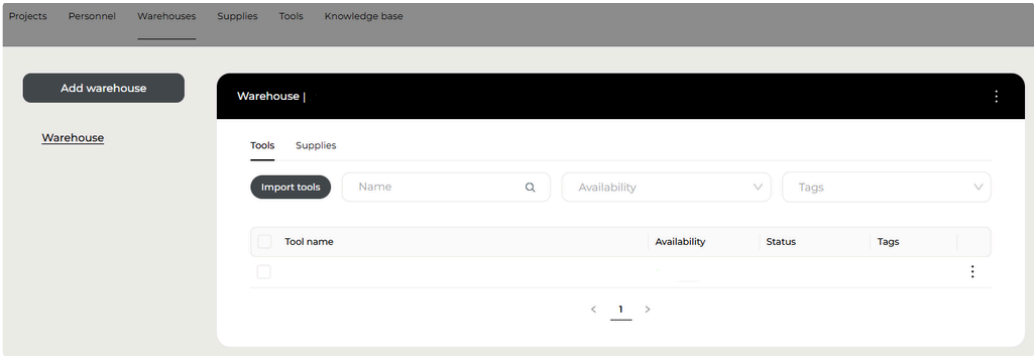 Projects Personnel Warehouses Supplies Tools Knowledge base
Add warehouse
Warehouse |
Warehouse
Tools Supplies
Import tools Name Availability Tags
Tool name Availability Status Tags
< 1 >